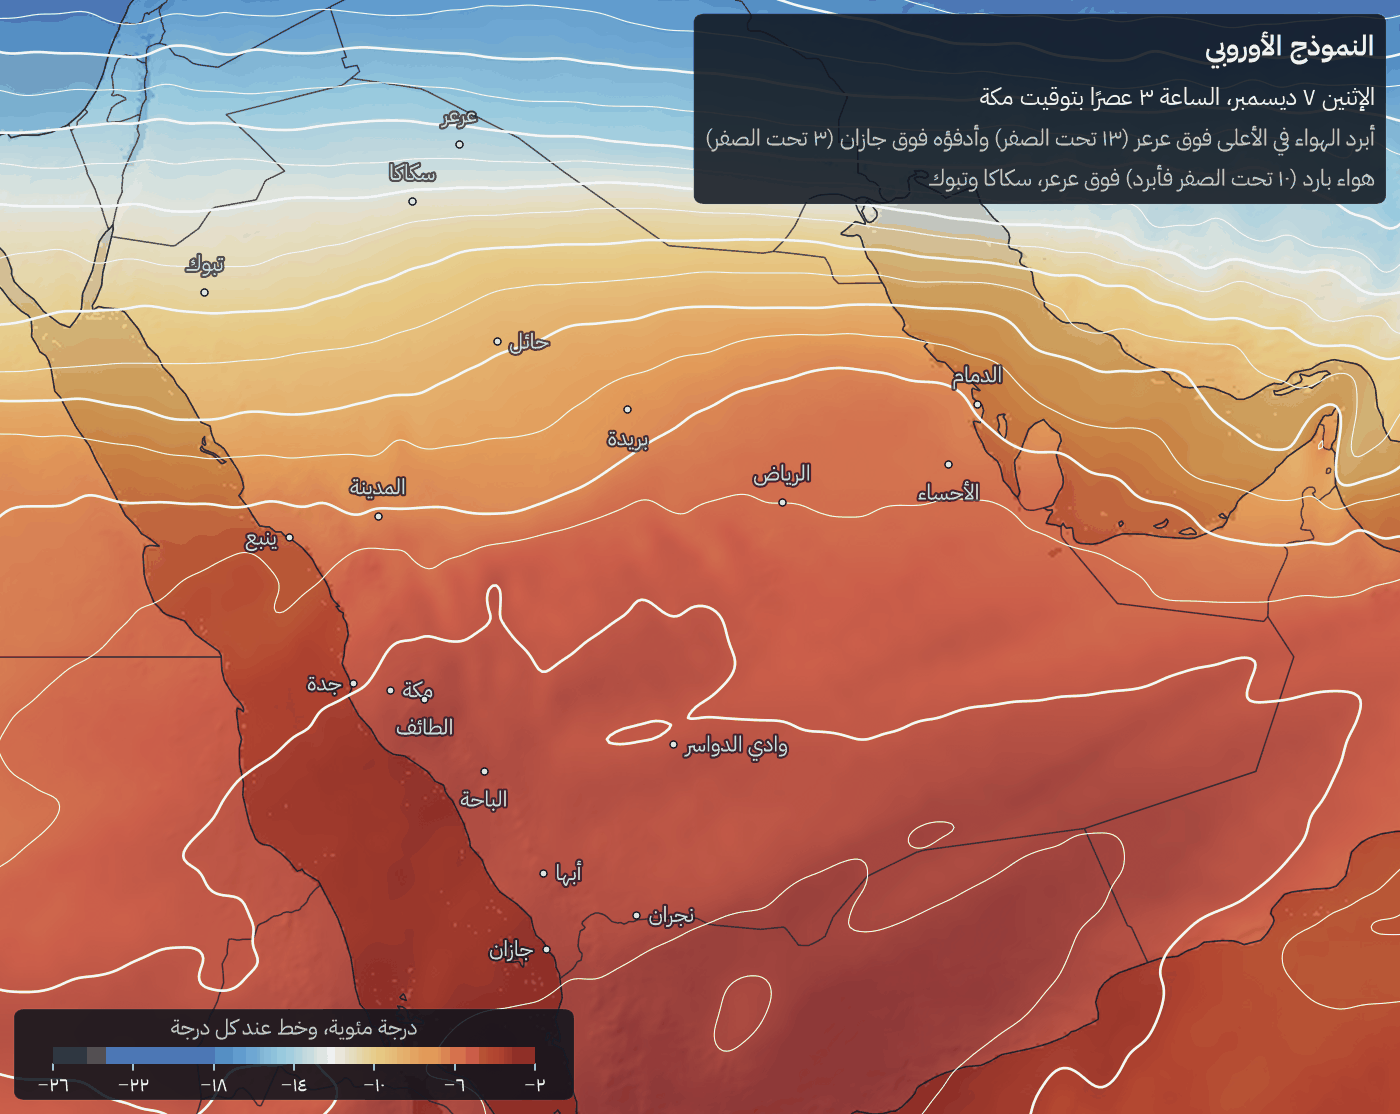 النموذج الأوروبي
الإثنين ٧ ديسمبر، الساعة ٣ عصرًا بتوقيت مكة
أبرد الهواء في الأعلى فوق عرعر (١٣ تحت الصفر) وأدفؤه فوق جازان (٣ تحت الصفر)
هواء بارد (١٠ تحت الصفر فأبرد) فوق عرعر، سكاكا وتبوك
عرعر
سكاكا
تبوك
حائل
الدمام
بريدة
الرياض
الأحساء
المدينة
ينبع
جدة
مكة
الطائف
وادي الدواسر
الباحة
أبها
نجران
جازان
درجة مئوية، وخط عند كل درجة
−٢٦ −٢٢ −١٨ −١٤ −١٠ −٦ −٢